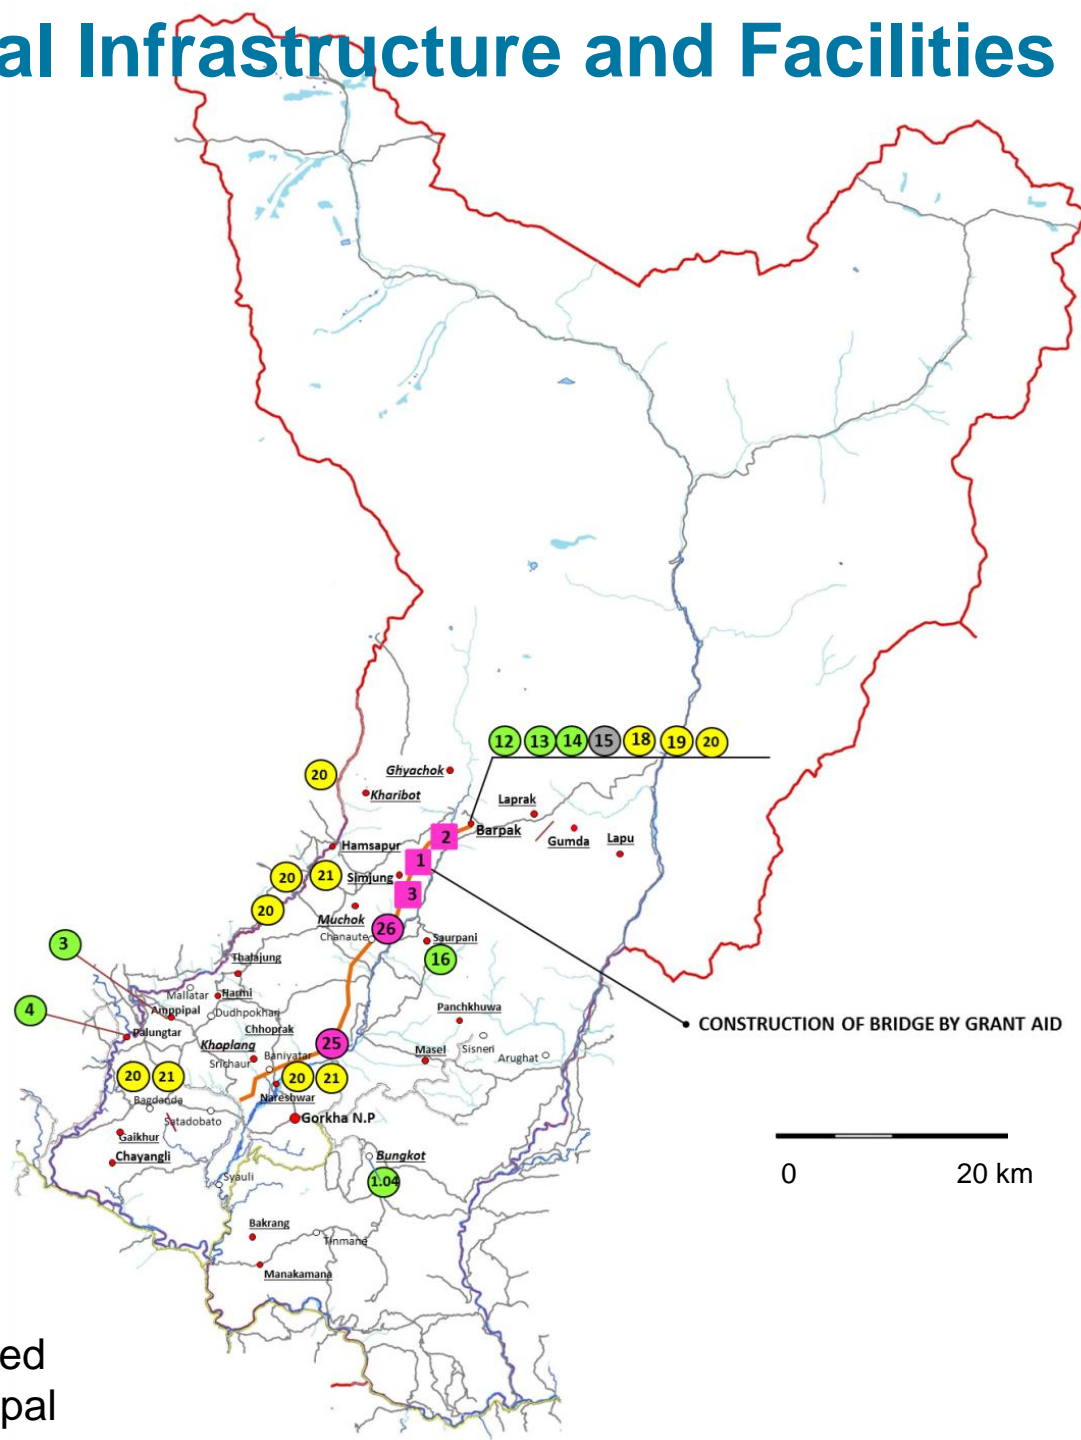 al Infrastructure and Facilities
12 13 14 15 18 19 20
20
Ghyachok
Kharibot
Laprak
Barpak
Gumda
Lapu
2
Hamsapur
1
20
21
Simjung
3
20
Muchok
26
Chanaute
Saurpani
3
16
Thalajung
Mallatar
Harmi
4
Amppipal
Dudhpokhari
Panchkhuwa
CONSTRUCTION OF BRIDGE BY GRANT AID
Palungtar
Chhoprak
Khoplang
25
Sisneri
Masel
Arughat
Srichaur
Baniyatar
20 21
20 21
Bagdanda
Nareshwar
Satadobato
Gorkha N.P
Gaikhur
Chayangli
Bungkot
0 20 km
Syauli
1.04
Bakrang
Tinmane
Manakamana
ed
pal